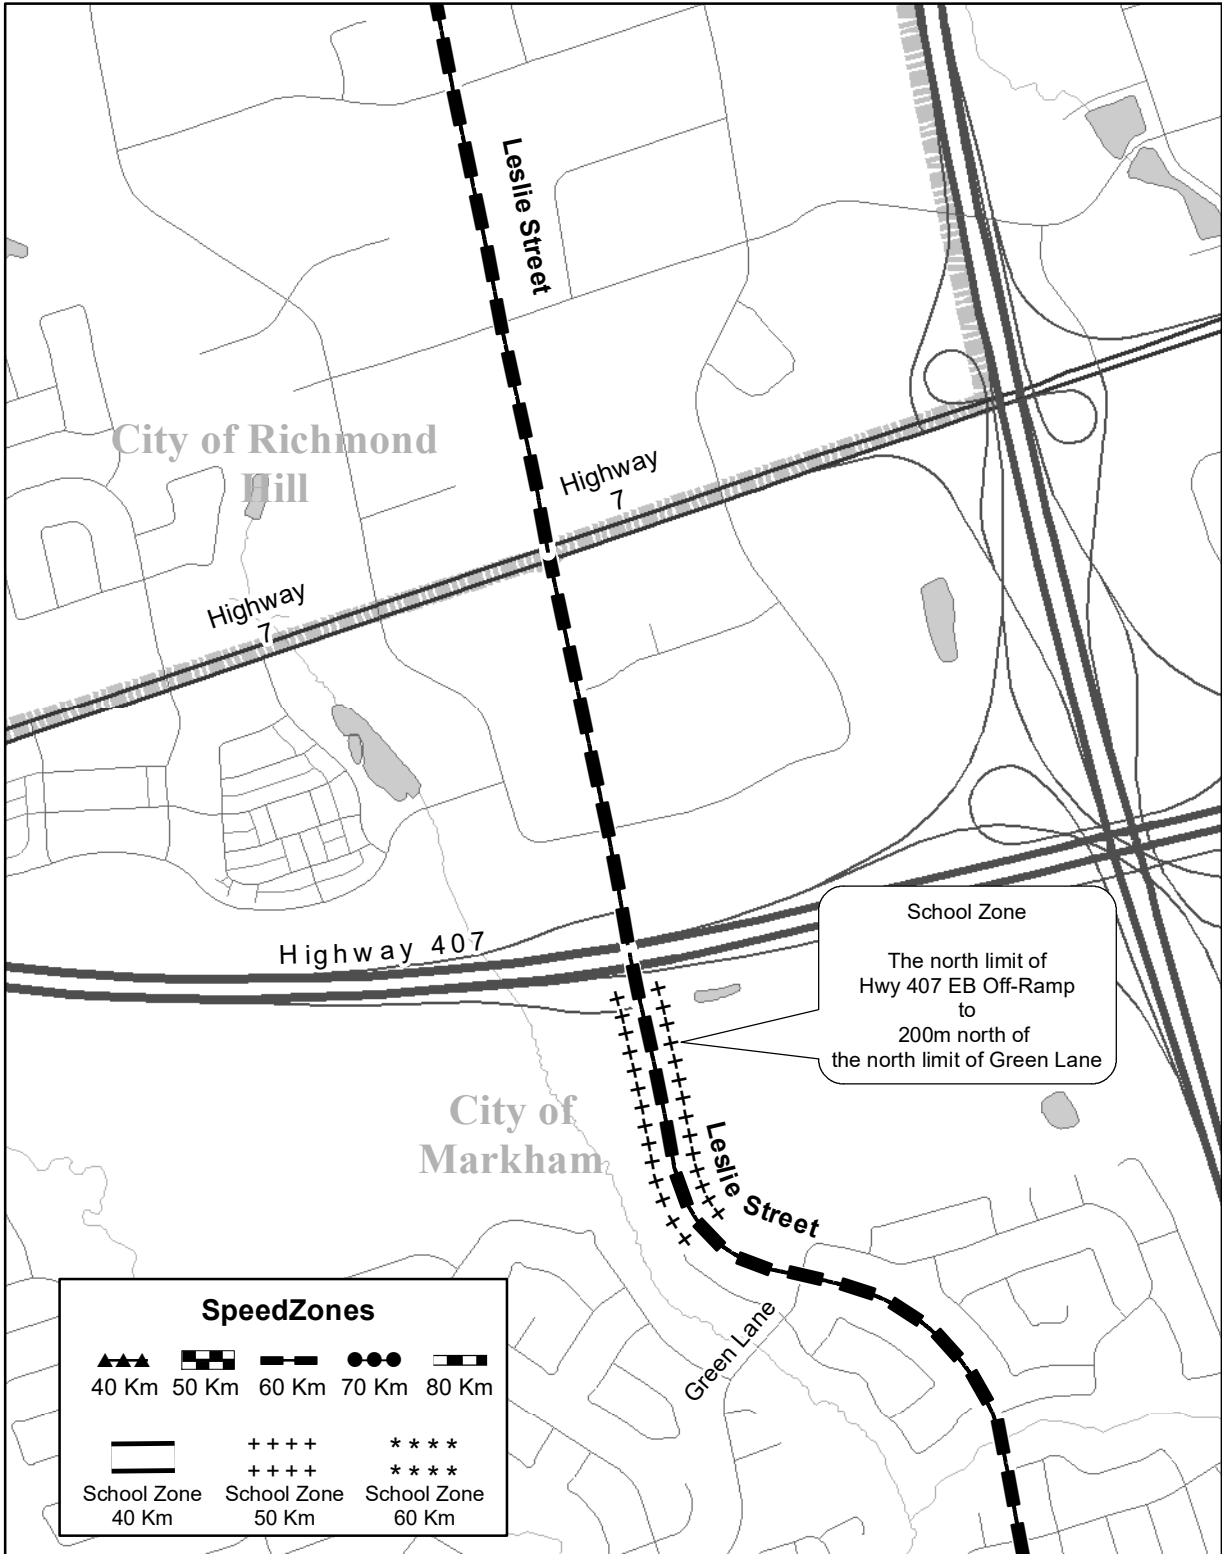 Leslie Street
City of Richmond
Hill
Highway
7
Highway
7
Highway 407
School Zone
The north limit of
Hwy 407 EB Off-Ramp
to
200m north of
the north limit of Green Lane
City of
Markham
Leslie Street
Green Lane
SpeedZones
40 Km 50 Km 60 Km 70 Km 80 Km
School Zone School Zone School Zone
40 Km 50 Km 60 Km